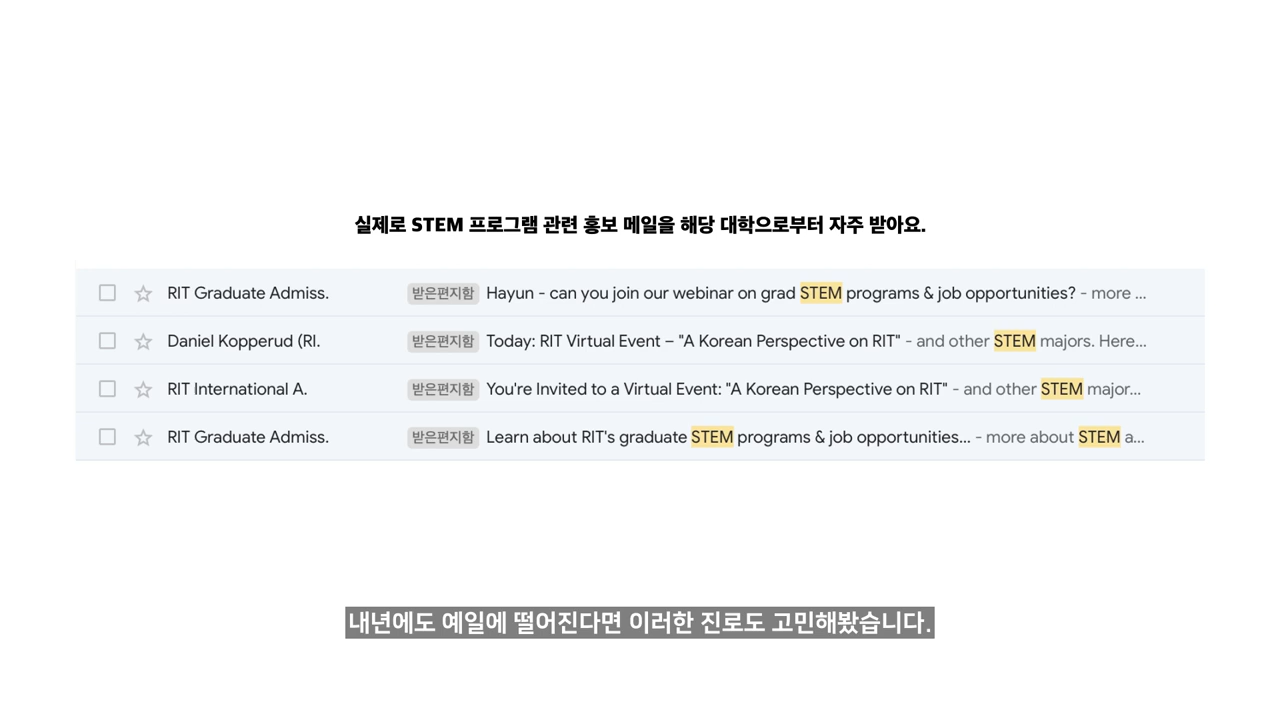 실제로 STEM 프로그램 관련 홍보 메일을 해당 대학으로부터 자주 받아요.
RIT Graduate Admiss. 받은편지함 Hayun - can you join our webinar on grad STEM programs & job opportunities? - more ...
Daniel Kopperud (RI. 받은편지함 Today: RIT Virtual Event – "A Korean Perspective on RIT" - and other STEM majors. Here...
RIT International A. 받은편지함 You're Invited to a Virtual Event: "A Korean Perspective on RIT" - and other STEM major...
RIT Graduate Admiss. 받은편지함 Learn about RIT's graduate STEM programs & job opportunities... - more about STEM a...
내년에도 예일에 떨어진다면 이러한 진로도 고민해봤습니다.